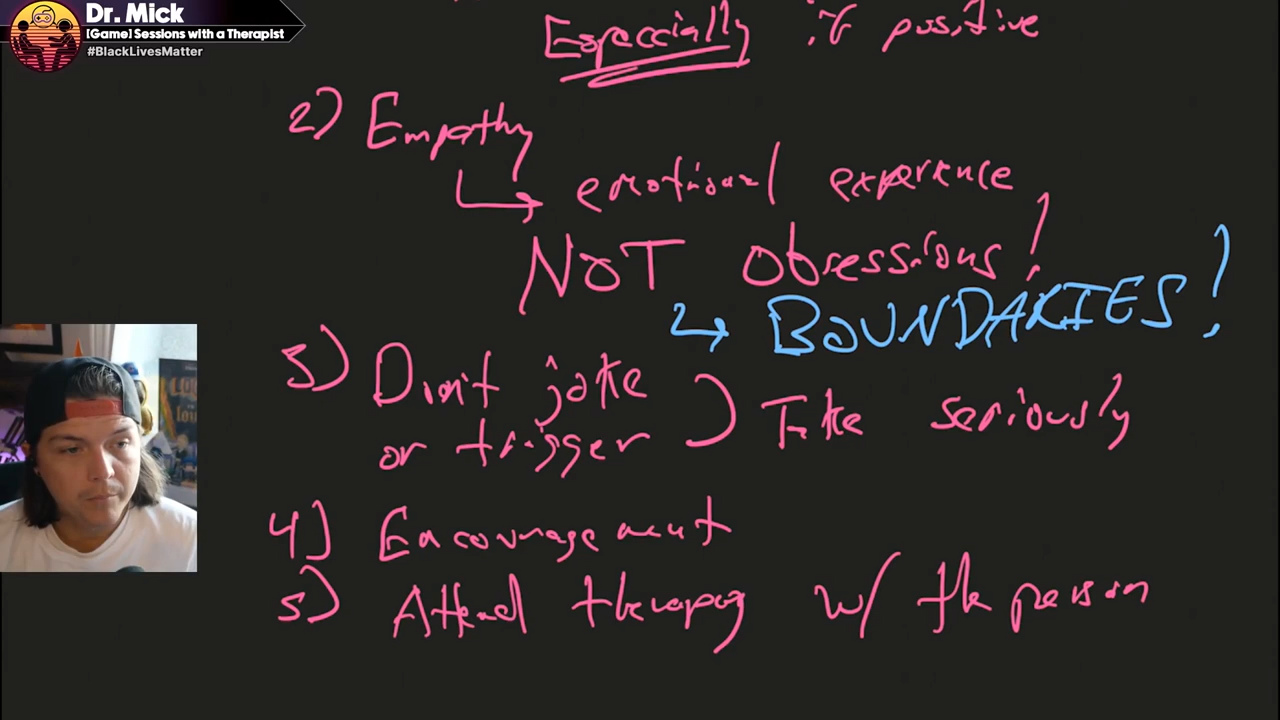 Dr. Mick
[Game] Sessions with a Therapist
#BlackLivesMatter
Especially if positive
2) Empathy
↳ emotional experience
NOT obsessions!
↳ BOUNDARIES!
3) Don't joke
or trigger ) Take seriously
4) Encouragement
5) Attend therapy w/ the person